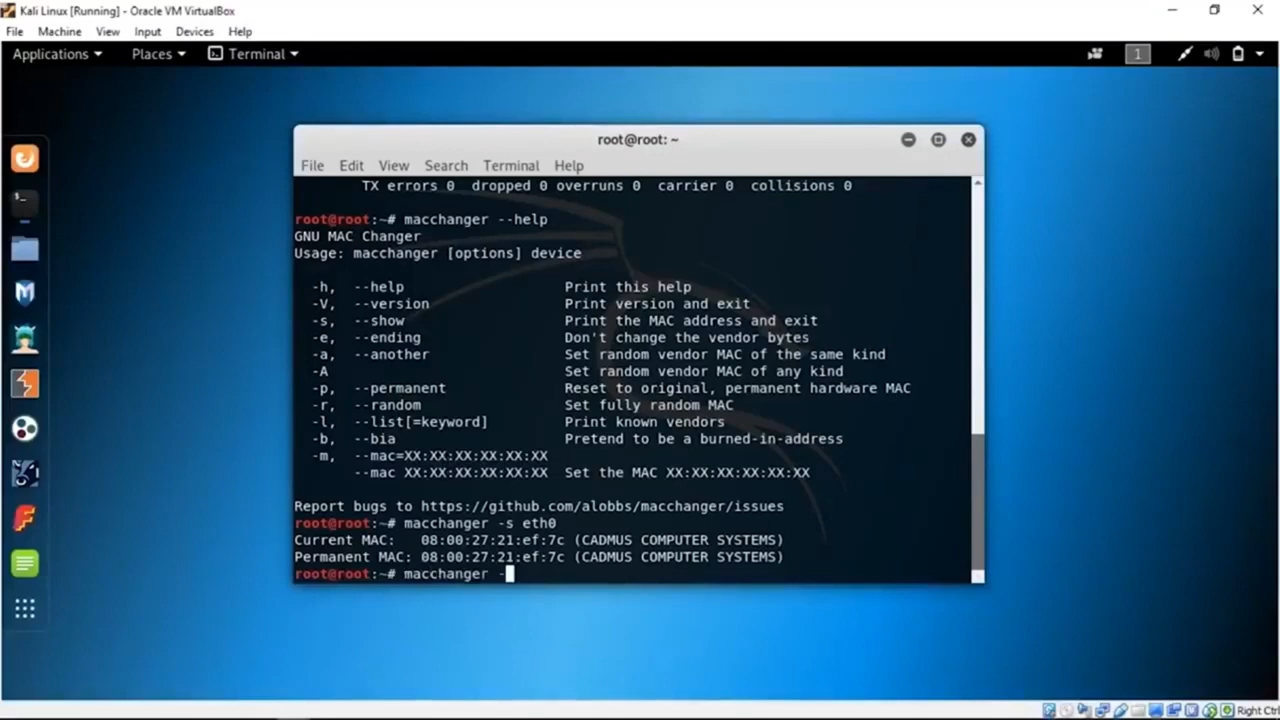 Kali Linux [Running] - Oracle VM VirtualBox
File Machine View Input Devices Help
Applications Places Terminal 1
root@root: ~
File Edit View Search Terminal Help
TX errors 0 dropped 0 overruns 0 carrier 0 collisions 0
root@root:~# macchanger --help
GNU MAC Changer
Usage: macchanger [options] device
-h, --help Print this help
-V, --version Print version and exit
-s, --show Print the MAC address and exit
-e, --ending Don't change the vendor bytes
-a, --another Set random vendor MAC of the same kind
-A Set random vendor MAC of any kind
-p, --permanent Reset to original, permanent hardware MAC
-r, --random Set fully random MAC
-l, --list[=keyword] Print known vendors
-b, --bia Pretend to be a burned-in-address
-m, --mac=XX:XX:XX:XX:XX:XX
--mac XX:XX:XX:XX:XX:XX Set the MAC XX:XX:XX:XX:XX:XX
Report bugs to https://github.com/alobbs/macchanger/issues
root@root:~# macchanger -s eth0
Current MAC: 08:00:27:21:ef:7c (CADMUS COMPUTER SYSTEMS)
Permanent MAC: 08:00:27:21:ef:7c (CADMUS COMPUTER SYSTEMS)
root@root:~# macchanger -
Right Ctrl